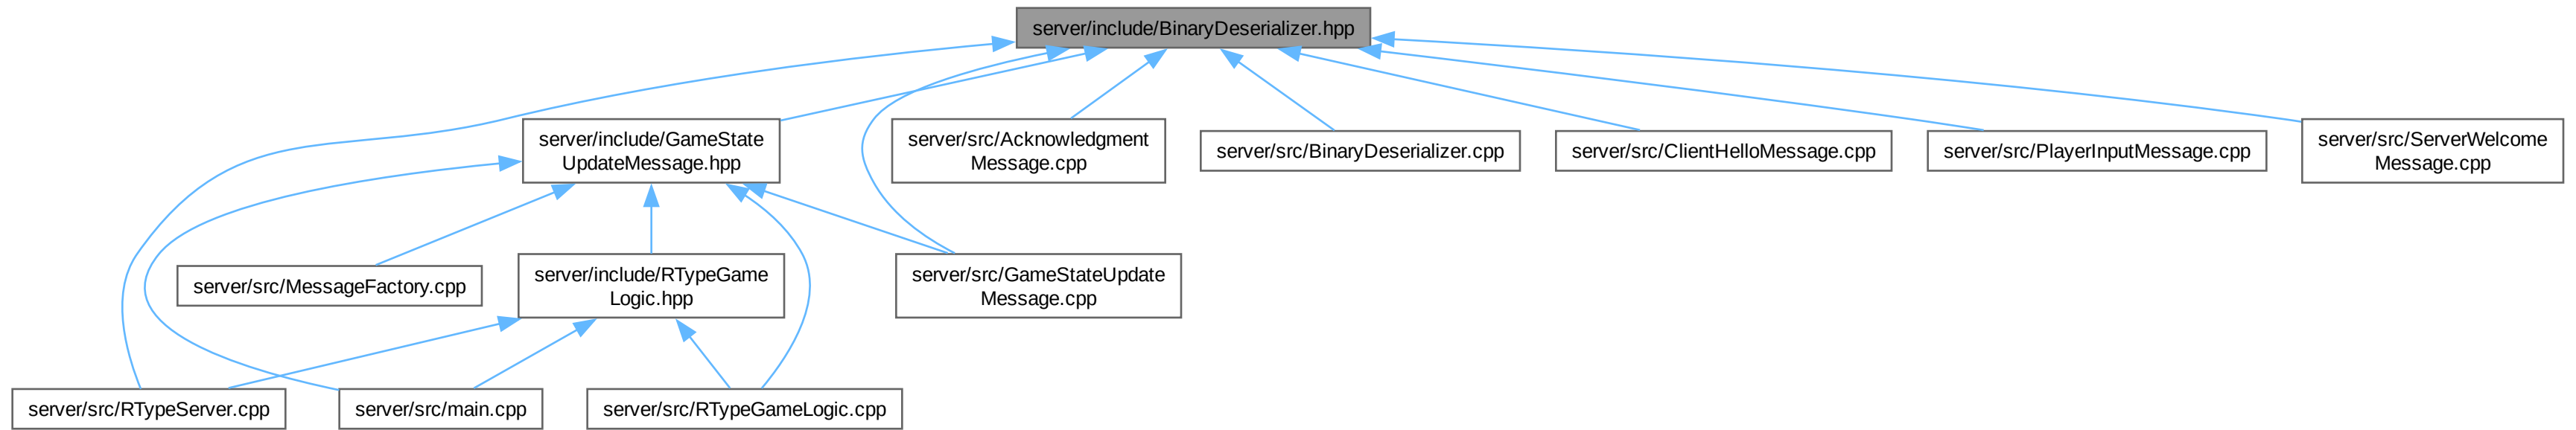 server/include/BinaryDeserializer.hpp
server/include/GameState
UpdateMessage.hpp
server/src/Acknowledgment
Message.cpp
server/src/BinaryDeserializer.cpp
server/src/ClientHelloMessage.cpp
server/src/PlayerInputMessage.cpp
server/src/ServerWelcome
Message.cpp
server/src/MessageFactory.cpp
server/include/RTypeGame
Logic.hpp
server/src/GameStateUpdate
Message.cpp
server/src/RTypeServer.cpp
server/src/main.cpp
server/src/RTypeGameLogic.cpp